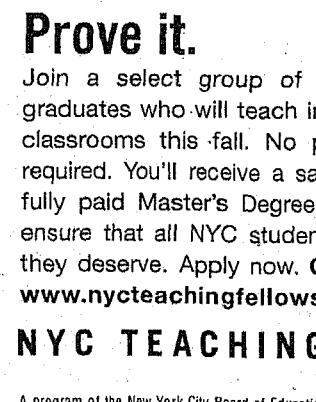 Prove it.
Join a select group of
graduates who will teach i
classrooms this fall. No
required. You'll receive a sa
fully paid Master's Degree
ensure that all NYC studen
they deserve. Apply now.
www.nycteachingfellows
NYC TEACHING
A program of the New York City Board of Educati